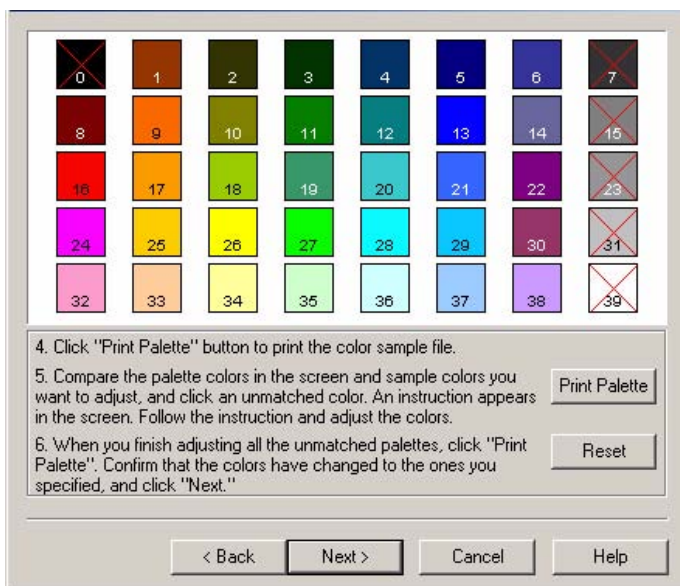 0 1 2 3 4 5 6 7
8 9 10 11 12 13 14 15
16 17 18 19 20 21 22 23
24 25 26 27 28 29 30 31
32 33 34 35 36 37 38 39
4. Click "Print Palette" button to print the color sample file.
5. Compare the palette colors in the screen and sample colors you
want to adjust, and click an unmatched color. An instruction appears
in the screen. Follow the instruction and adjust the colors.
Print Palette
6. When you finish adjusting all the unmatched palettes, click "Print
Palette". Confirm that the colors have changed to the ones you
specified, and click "Next."
Reset
< Back Next > Cancel Help